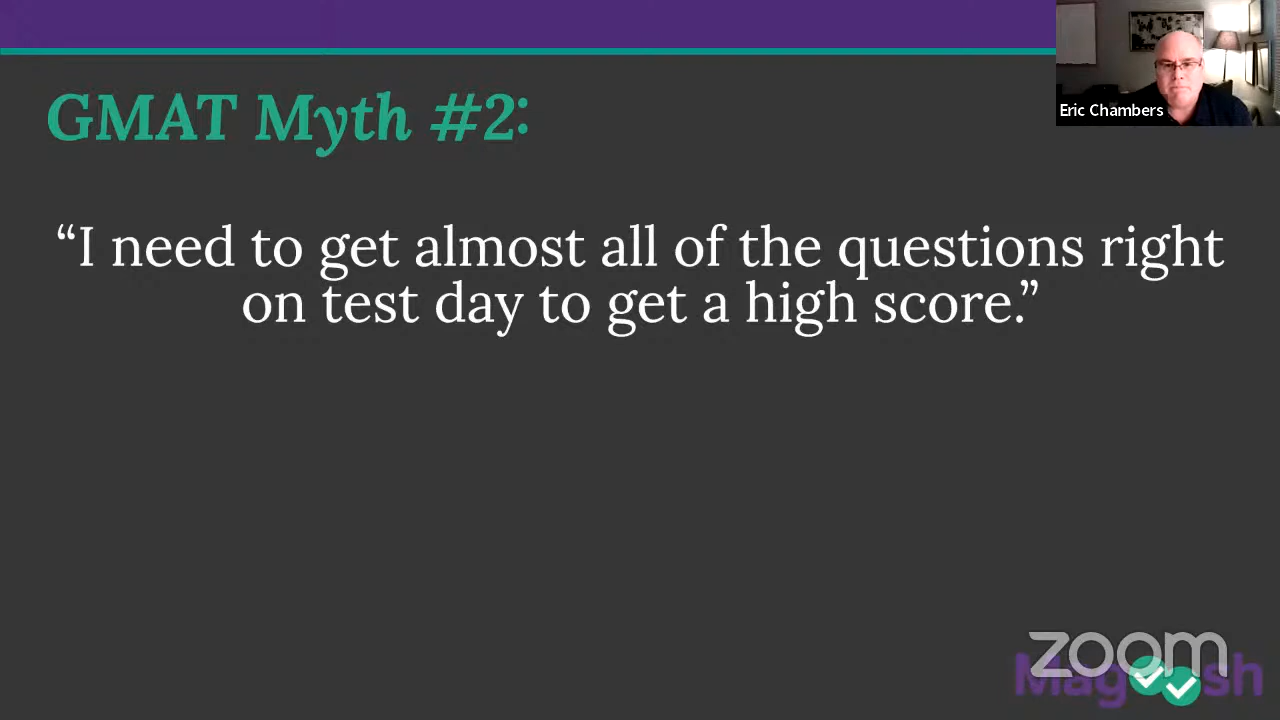 GMAT Myth #2:
Eric Chambers
“I need to get almost all of the questions right
on test day to get a high score.”
zoom
Magoosh